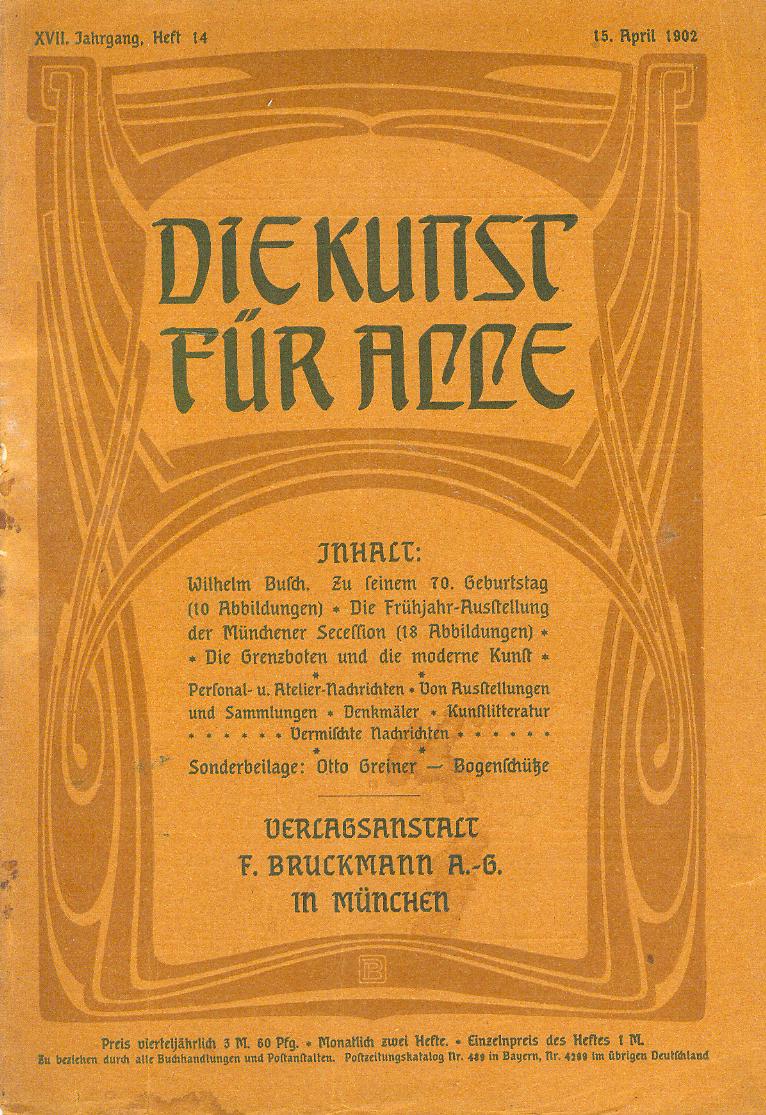 XVII. Jahrgang, Heft 14
15. April 1902
DIE KUNST
FÜR ALLE
INHALT:
Wilhelm Buſch. Zu ſeinem 70. Geburtstag
(10 Abbildungen) * Die Frühjahr-Ausſtellung
der Münchener Seceſſion (18 Abbildungen) *
* Die Grenzboten und die moderne Kunſt *
* *
Perſonal- u. Atelier-Nachrichten * Von Ausſtellungen
und Sammlungen * Denkmäler * Kunſtlitteratur
* * * * * * Vermiſchte Nachrichten * * * * * *
* *
Sonderbeilage: Otto Greiner — Bogenſchütze
VERLAGSANSTALT
F. BRUCKMANN A.-G.
IN MÜNCHEN
Preis vierteljährlich 3 M. 60 Pfg. * Monatlich zwei Hefte. * Einzelpreis des Heftes 1 M.
Zu beziehen durch alle Buchhandlungen und Poſtanſtalten. Poſtzeitungskatalog Nr. 489 in Bayern, Nr. 4299 im übrigen Deutſchland